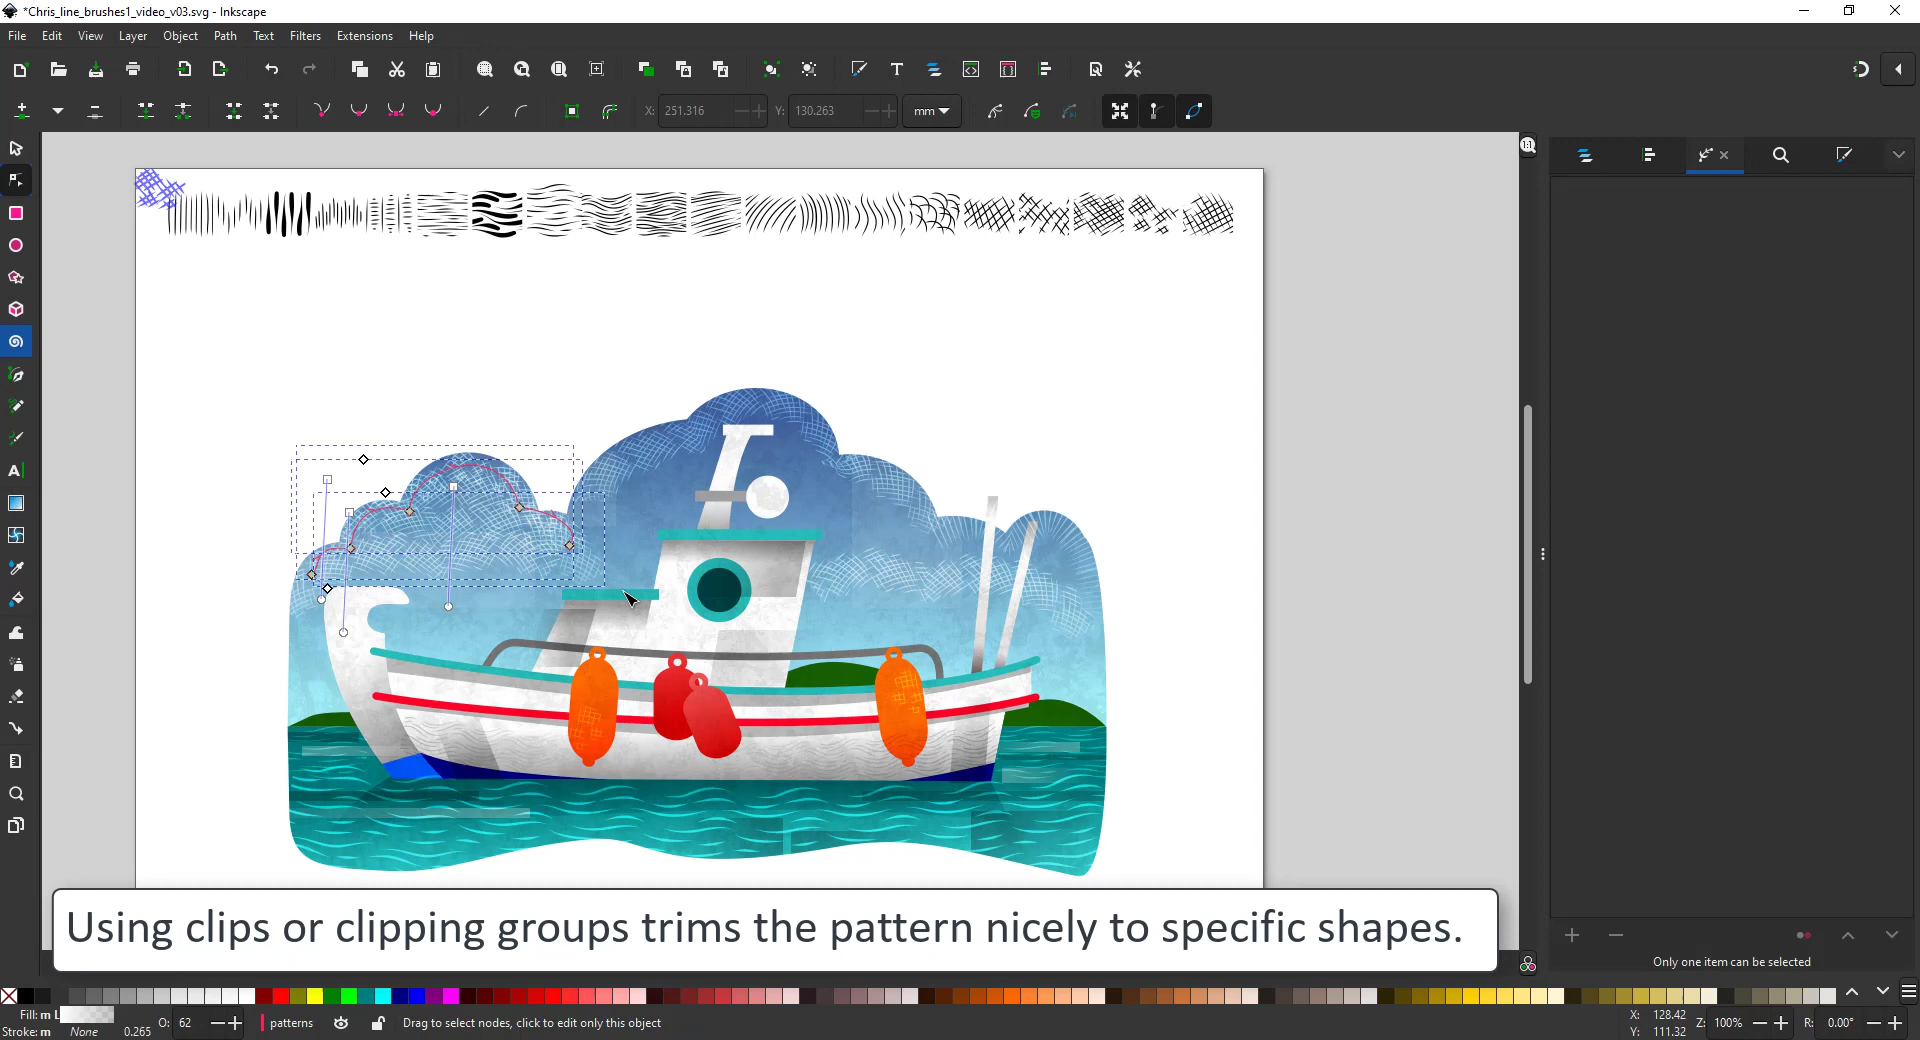 *Chris_line_brushes1_video_v03.svg - Inkscape
File Edit View Layer Object Path Text Filters Extensions Help
X: 251.316 Y: 130.263 mm
1:1
Using clips or clipping groups trims the pattern nicely to specific shapes.
Only one item can be selected
Fill: m L
Stroke: m None 0.265 O: 62 patterns Drag to select nodes, click to edit only this object
X: 128.42
Y: 111.32
Z: 100% R: 0.00°